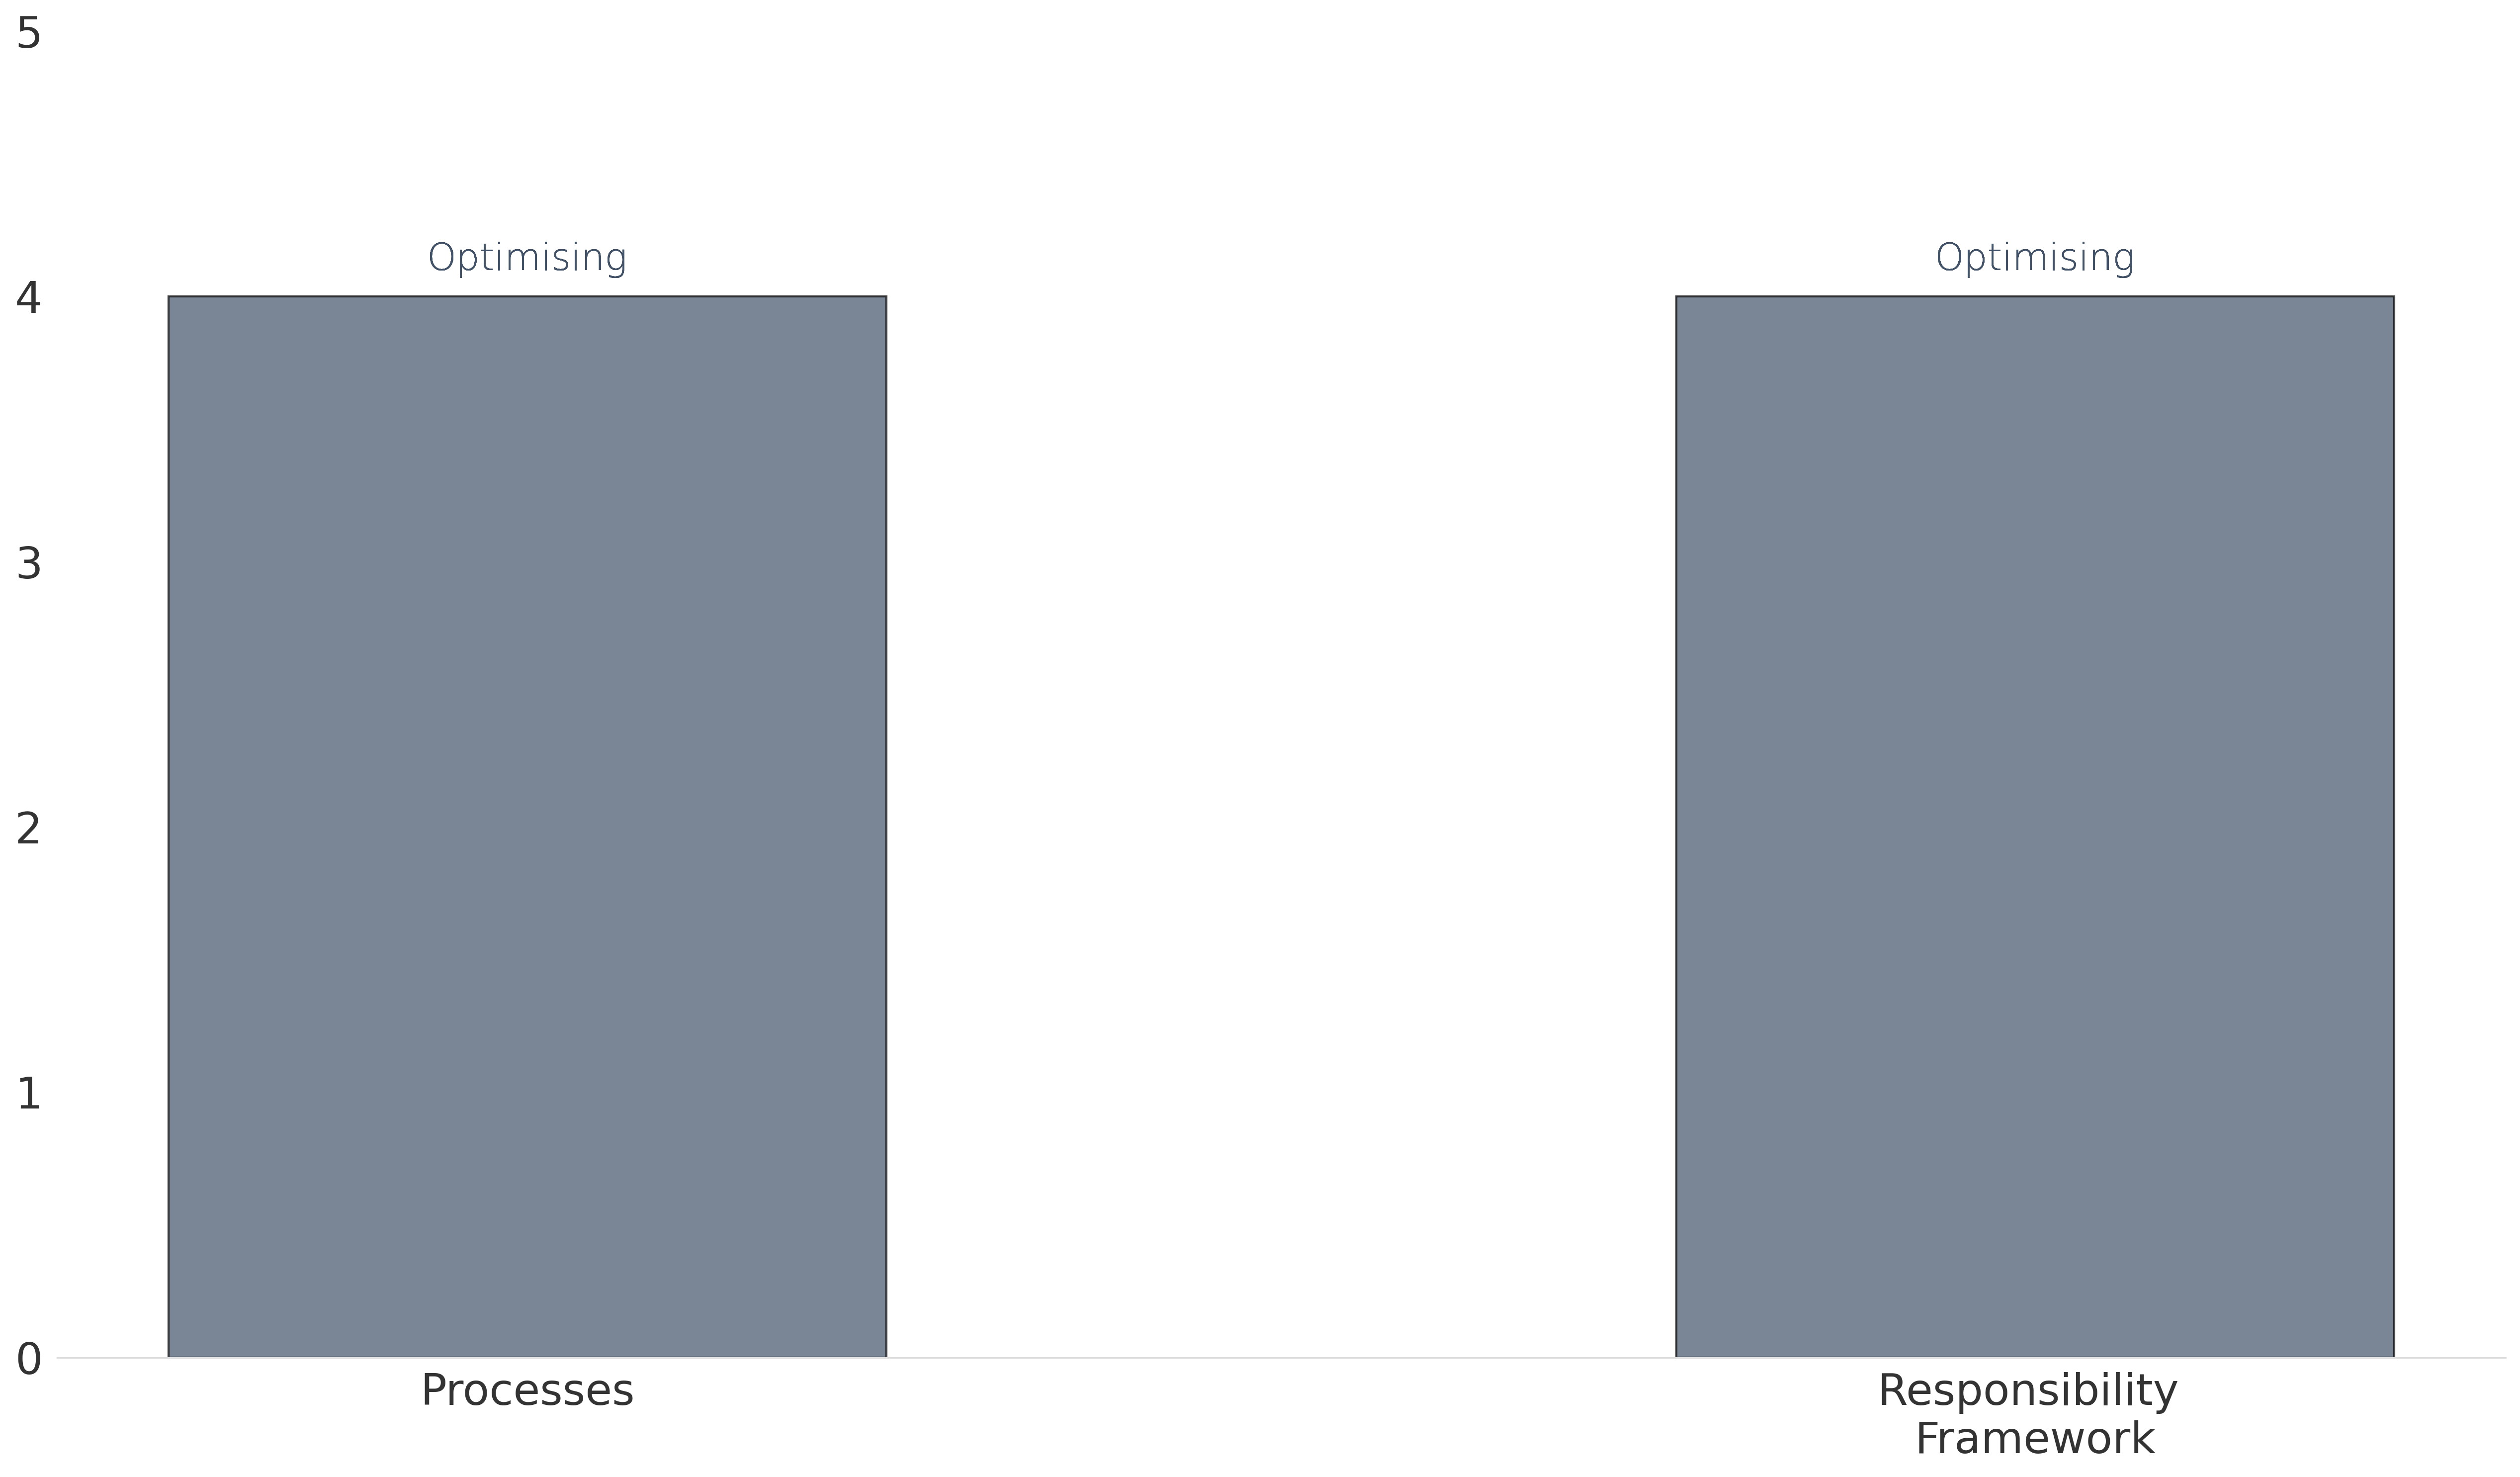 5
Optimising Optimising
4
3
2
1
0
Processes Responsibility
Framework